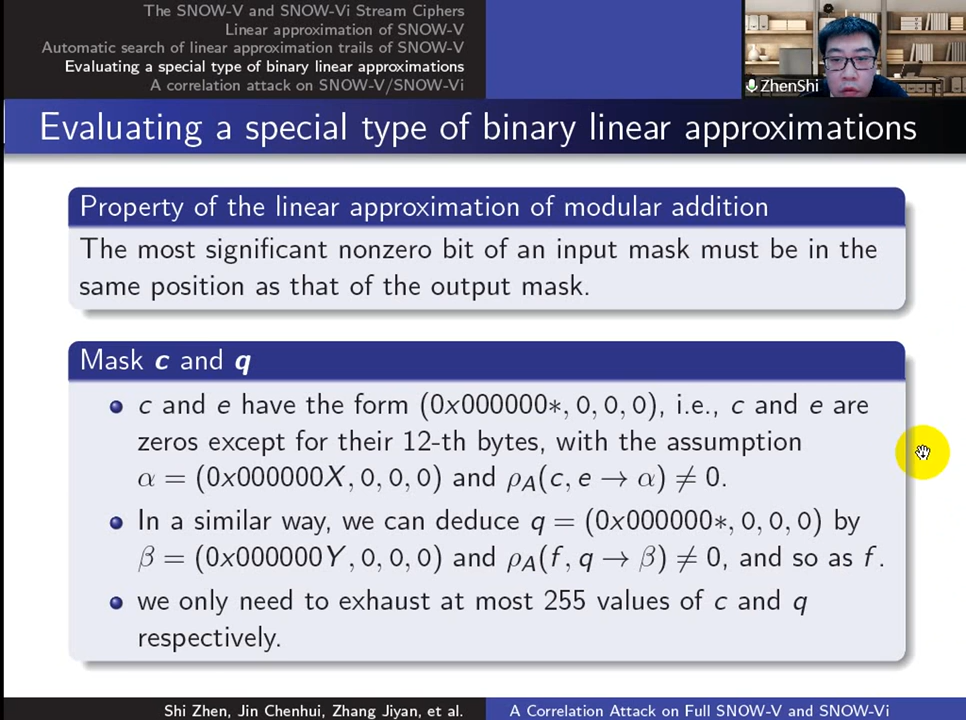 The SNOW-V and SNOW-Vi Stream Ciphers
Linear approximation of SNOW-V
Automatic search of linear approximation trails of SNOW-V
Evaluating a special type of binary linear approximations
A correlation attack on SNOW-V/SNOW-Vi
ZhenShi
Evaluating a special type of binary linear approximations
Property of the linear approximation of modular addition
The most significant nonzero bit of an input mask must be in the
same position as that of the output mask.
Mask c and q
c and e have the form (0x000000*, 0, 0, 0), i.e., c and e are
zeros except for their 12-th bytes, with the assumption
α = (0x000000X, 0, 0, 0) and ρA(c, e → α) ≠ 0.
In a similar way, we can deduce q = (0x000000*, 0, 0, 0) by
β = (0x000000Y, 0, 0, 0) and ρA(f, q → β) ≠ 0, and so as f.
we only need to exhaust at most 255 values of c and q
respectively.
Shi Zhen, Jin Chenhui, Zhang Jiyan, et al.
A Correlation Attack on Full SNOW-V and SNOW-Vi